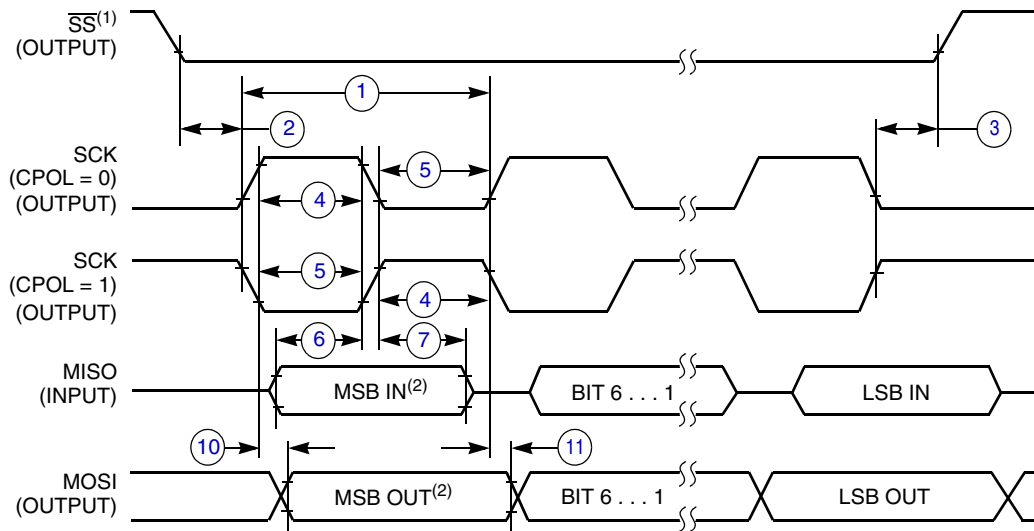 SS(1)
(OUTPUT)
1
2
3
SCK
(CPOL = 0)
(OUTPUT)
5
4
SCK
(CPOL = 1)
(OUTPUT)
5
4
6
7
MISO
(INPUT)
MSB IN(2)
BIT 6 . . . 1
LSB IN
10
11
MOSI
(OUTPUT)
MSB OUT(2)
BIT 6 . . . 1
LSB OUT